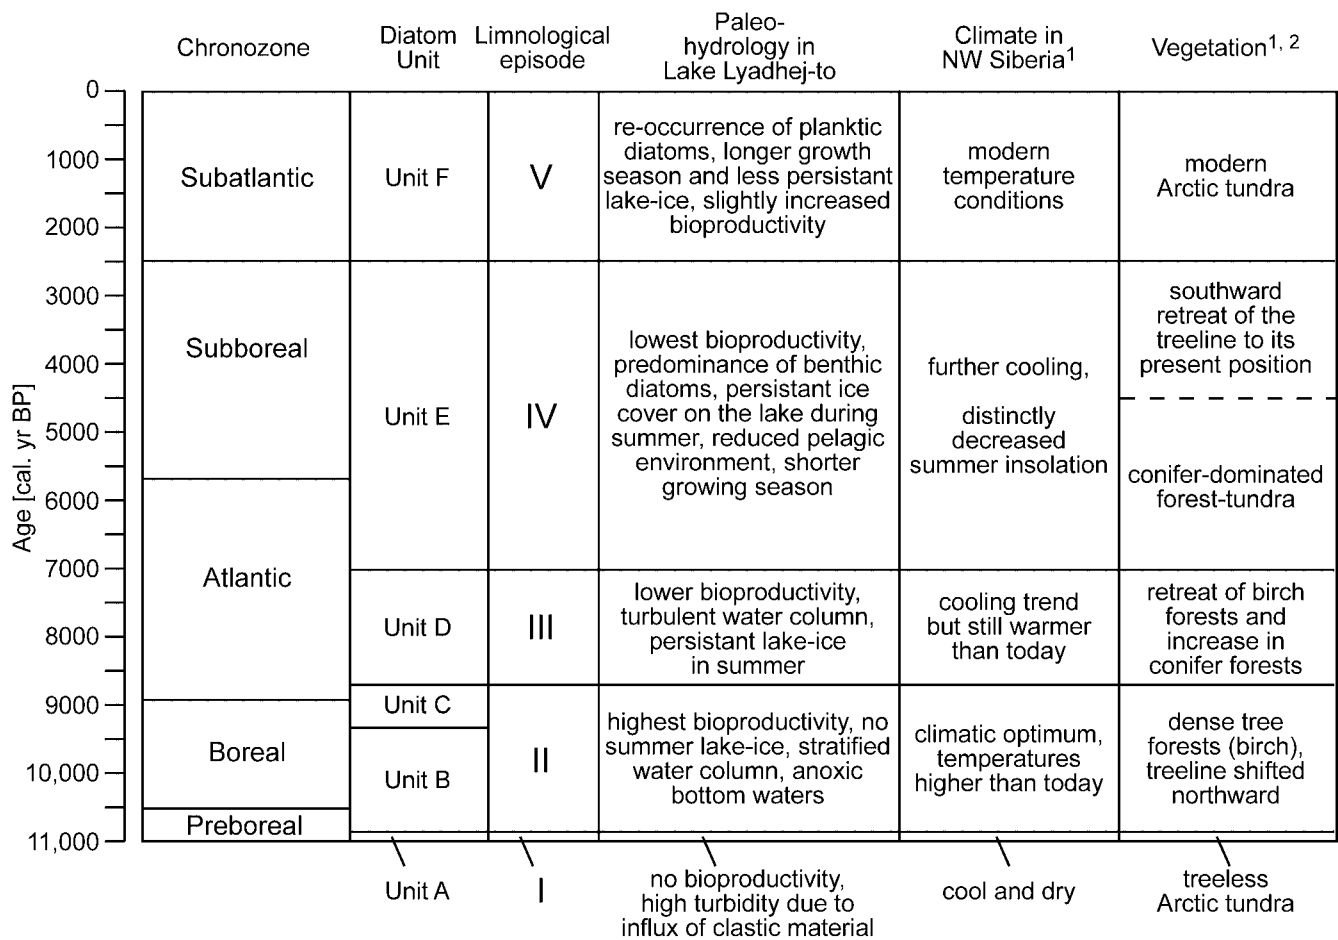 Chronozone
Diatom
Unit
Limnological
episode
Paleo-
hydrology in
Lake Lyadhej-to
Climate in
NW Siberia1
Vegetation1, 2
Age [cal. yr BP]
0
1000
2000
3000
4000
5000
6000
7000
8000
9000
10,000
11,000
Subatlantic
Subboreal
Atlantic
Boreal
Preboreal
Unit F
Unit E
Unit D
Unit C
Unit B
Unit A
V
IV
III
II
I
re-occurrence of planktic
diatoms, longer growth
season and less persistant
lake-ice, slightly increased
bioproductivity
lowest bioproductivity,
predominance of benthic
diatoms, persistant ice
cover on the lake during
summer, reduced pelagic
environment, shorter
growing season
lower bioproductivity,
turbulent water column,
persistant lake-ice
in summer
highest bioproductivity, no
summer lake-ice, stratified
water column, anoxic
bottom waters
no bioproductivity,
high turbidity due to
influx of clastic material
modern
temperature
conditions
further cooling,
distinctly
decreased
summer insolation
cooling trend
but still warmer
than today
climatic optimum,
temperatures
higher than today
cool and dry
modern
Arctic tundra
southward
retreat of the
treeline to its
present position
conifer-dominated
forest-tundra
retreat of birch
forests and
increase in
conifer forests
dense tree
forests (birch),
treeline shifted
northward
treeless
Arctic tundra